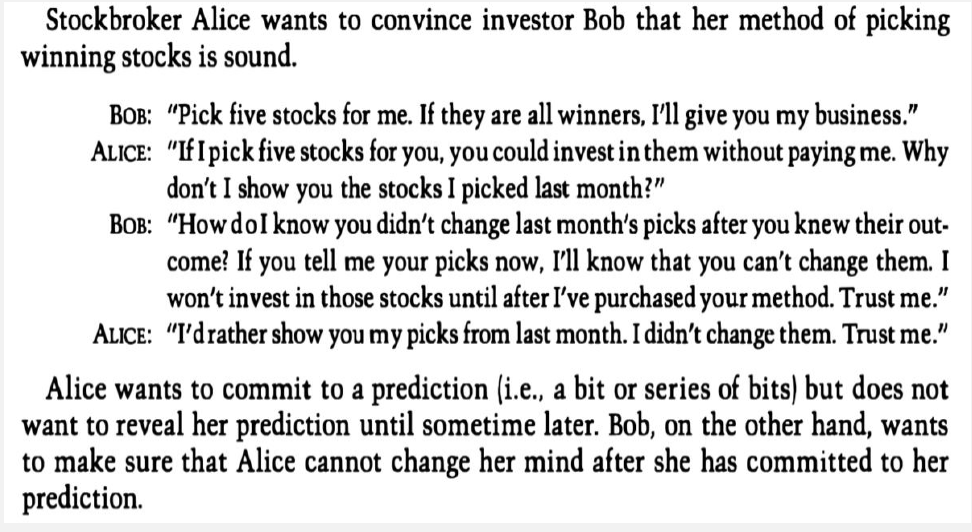 Stockbroker Alice wants to convince investor Bob that her method of picking
winning stocks is sound.
BOB: "Pick five stocks for me. If they are all winners, I'll give you my business."
ALICE: "If I pick five stocks for you, you could invest in them without paying me. Why
don't I show you the stocks I picked last month?"
BOB: "How do I know you didn't change last month's picks after you knew their out-
come? If you tell me your picks now, I'll know that you can't change them. I
won't invest in those stocks until after I've purchased your method. Trust me."
ALICE: "I'd rather show you my picks from last month. I didn't change them. Trust me."
Alice wants to commit to a prediction (i.e., a bit or series of bits) but does not
want to reveal her prediction until sometime later. Bob, on the other hand, wants
to make sure that Alice cannot change her mind after she has committed to her
prediction.